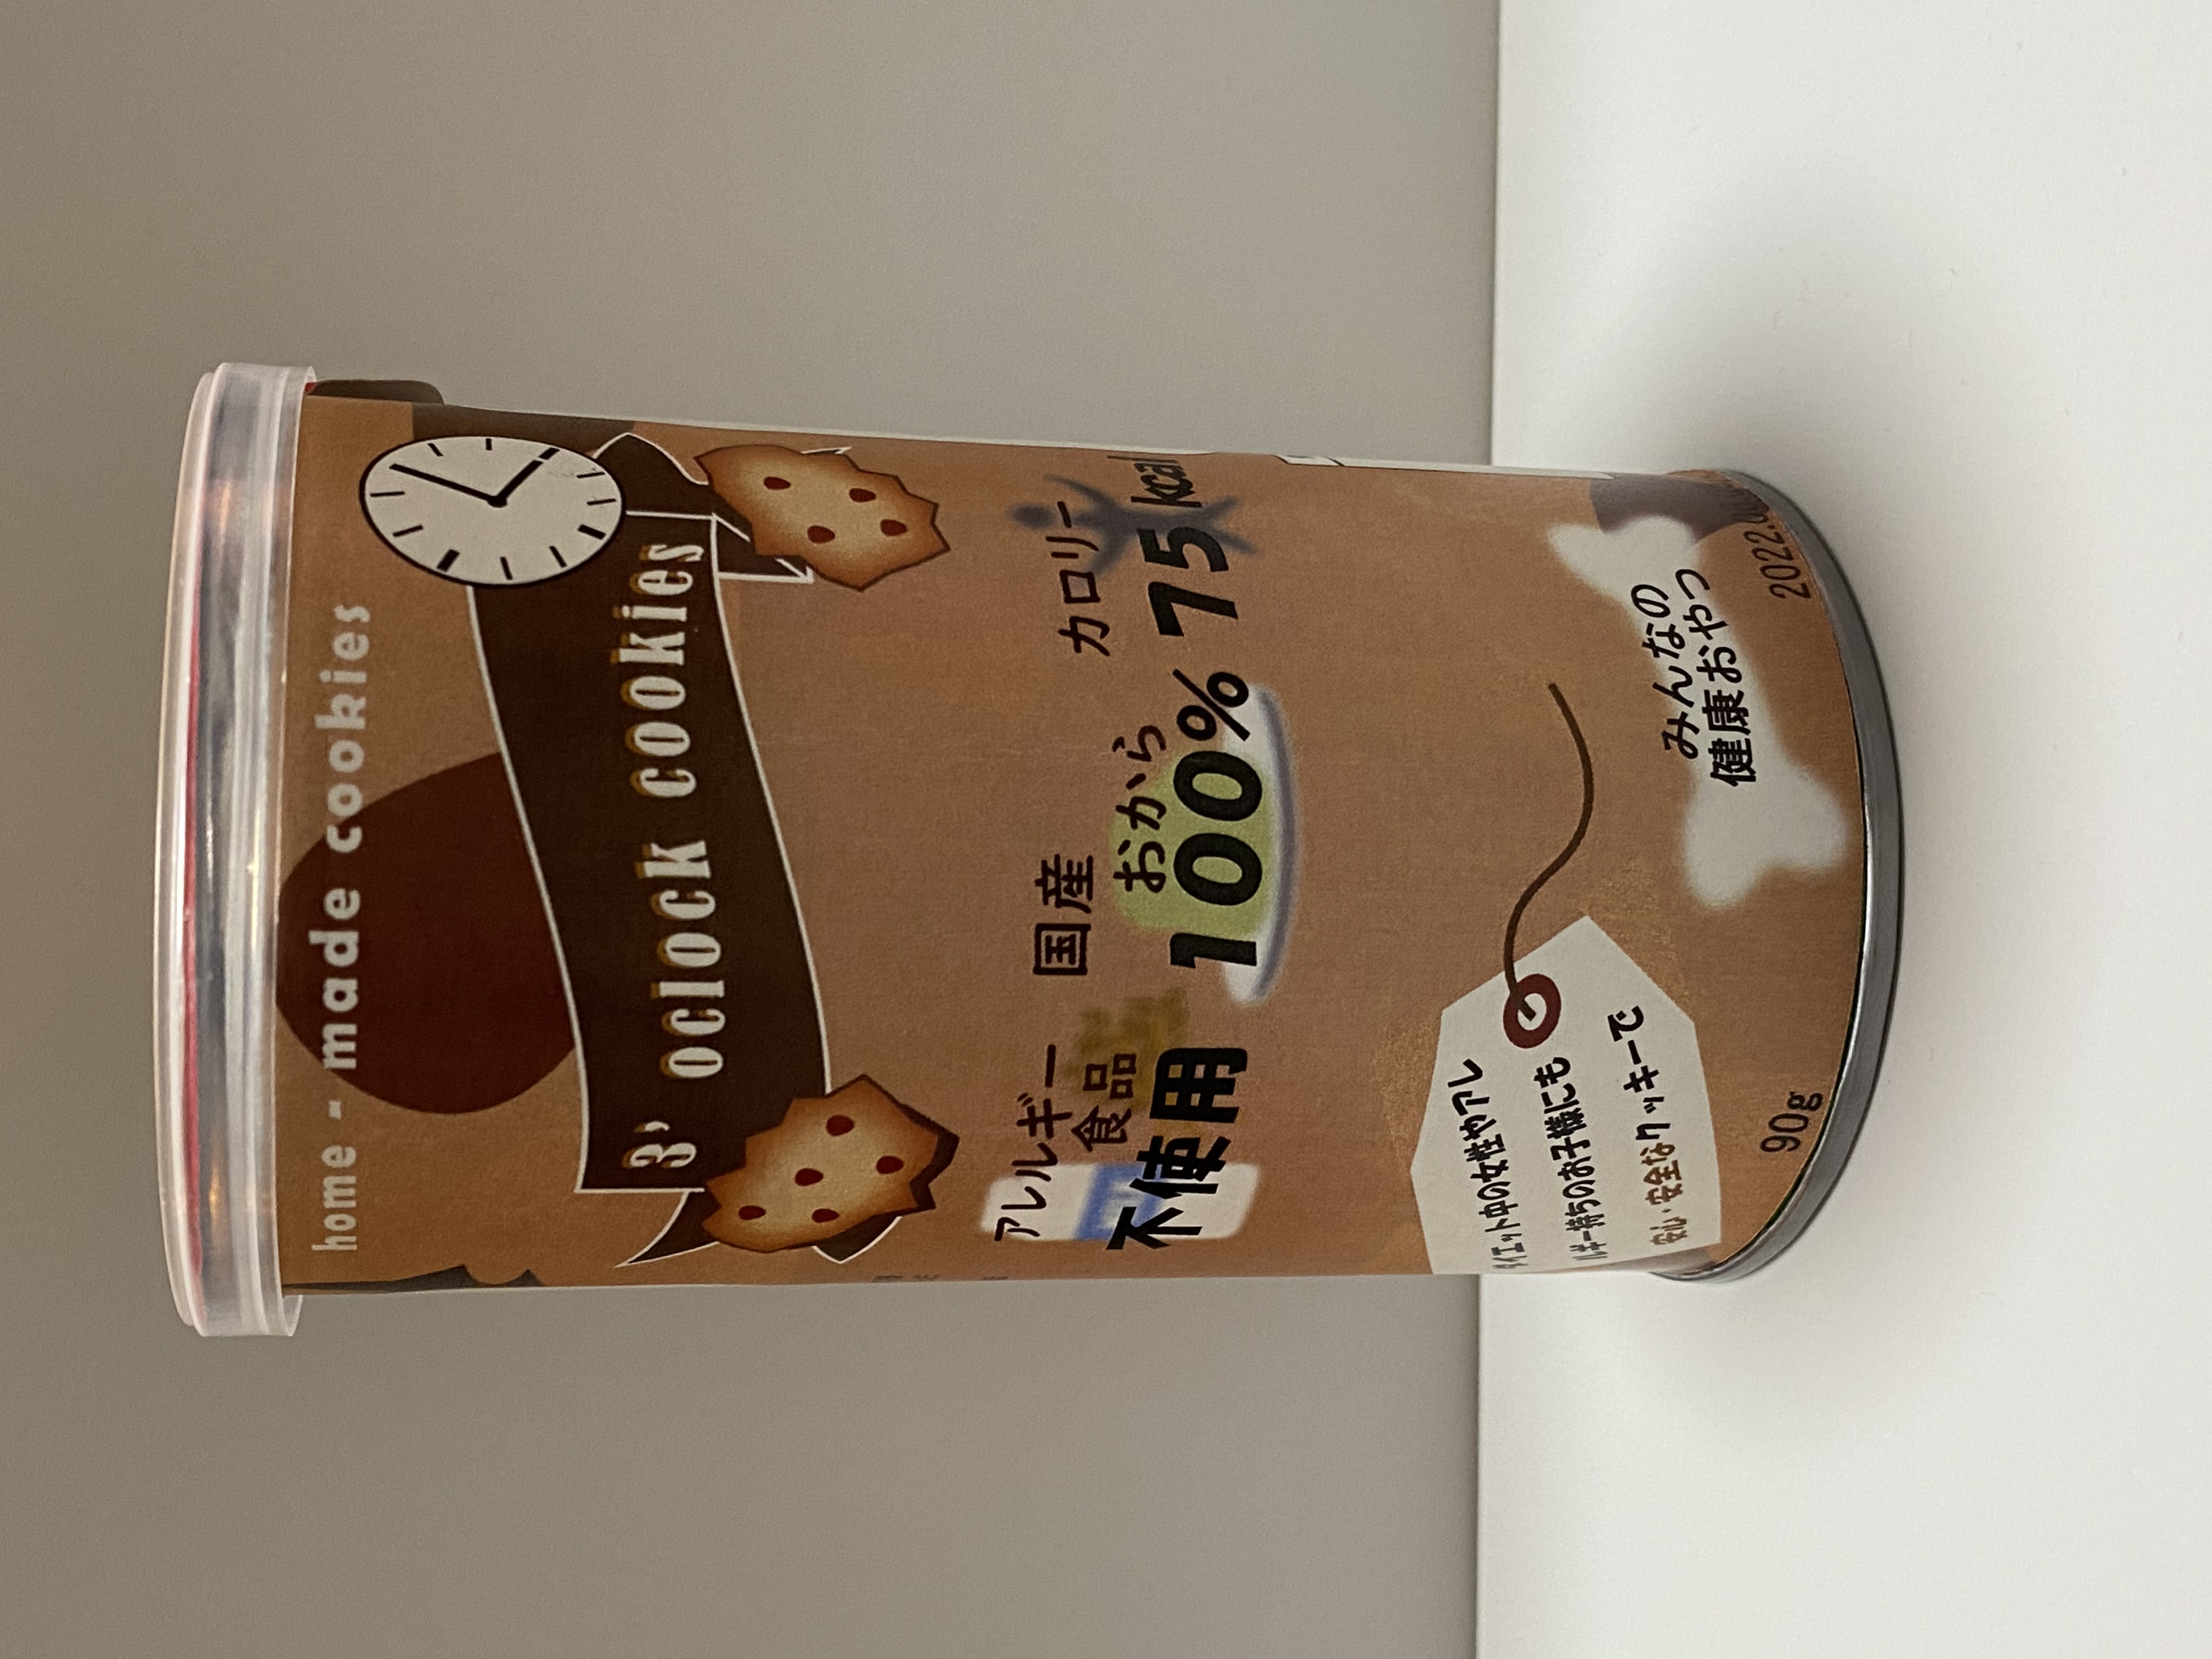 home - made cookies
3' oclock cookies
アレルギー
食品
不使用
国産
おから
100%
カロリー
75 kcal
ダイエット中の女性やアレ
ルギー持ちのお子様にも
安心・安全なクッキーで
みんなの
健康おやつ
90g
2022.